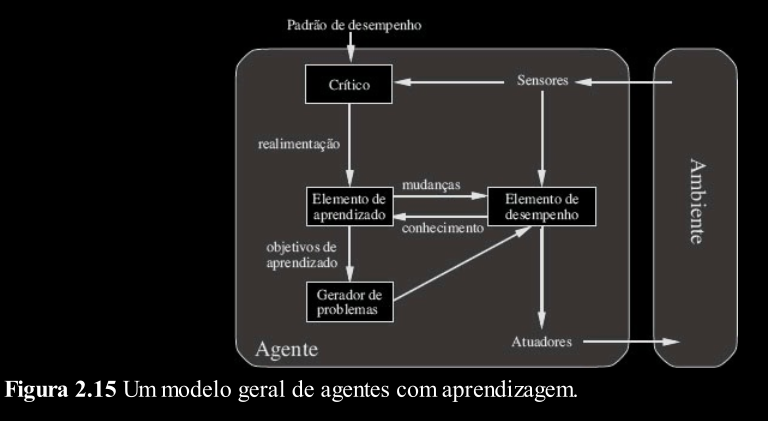 Padrão de desempenho
Crítico
Sensores
realimentação
mudanças
Elemento de
aprendizado
Elemento de
desempenho
conhecimento
objetivos de
aprendizado
Gerador de
problemas
Agente
Atuadores
Ambiente
Figura 2.15 Um modelo geral de agentes com aprendizagem.